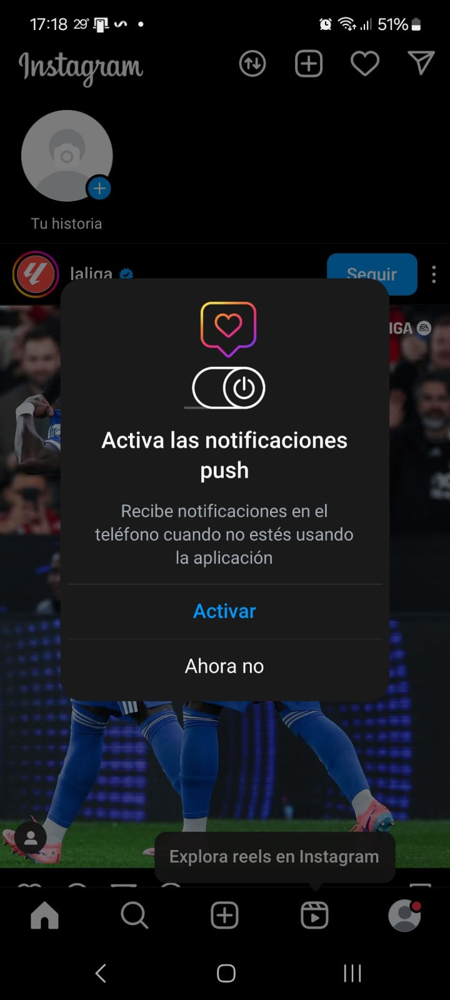 17:18 29° 51%
Instagram
Tu historia
laliga
Seguir
IGA
Activa las notificaciones
push
Recibe notificaciones en el
teléfono cuando no estés usando
la aplicación
Activar
Ahora no
Explora reels en Instagram